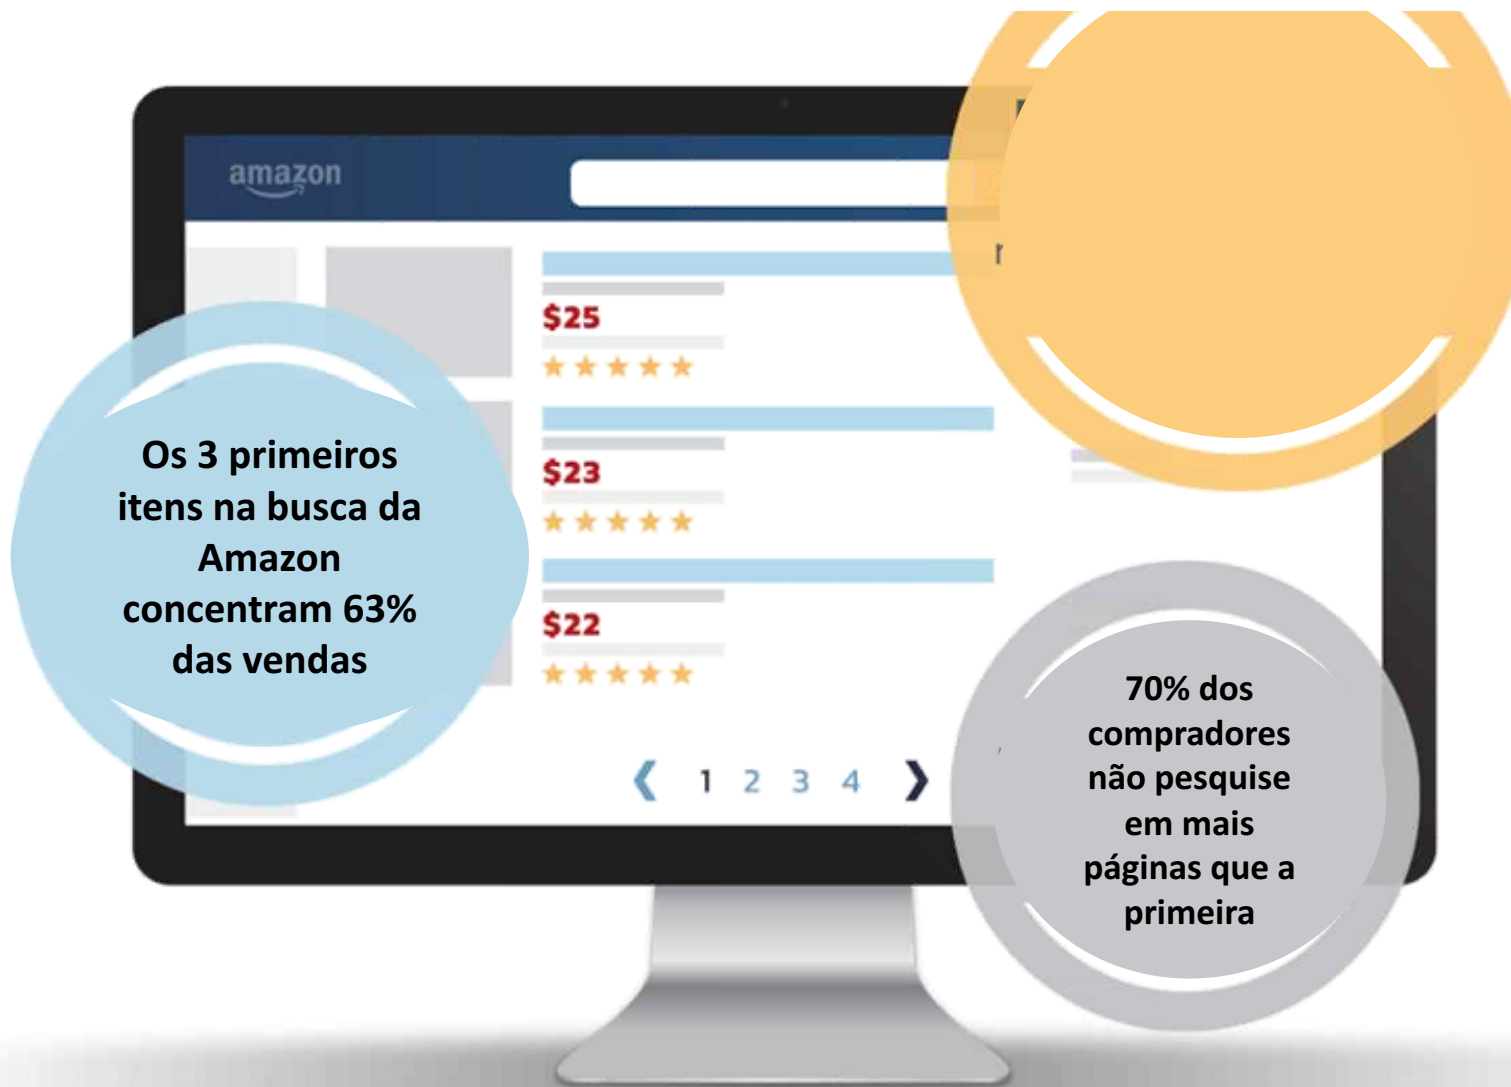 amazon
$25
$23
$22
Os 3 primeiros
itens na busca da
Amazon
concentram 63%
das vendas
1 2 3 4
70% dos
compradores
não pesquise
em mais
páginas que a
primeira